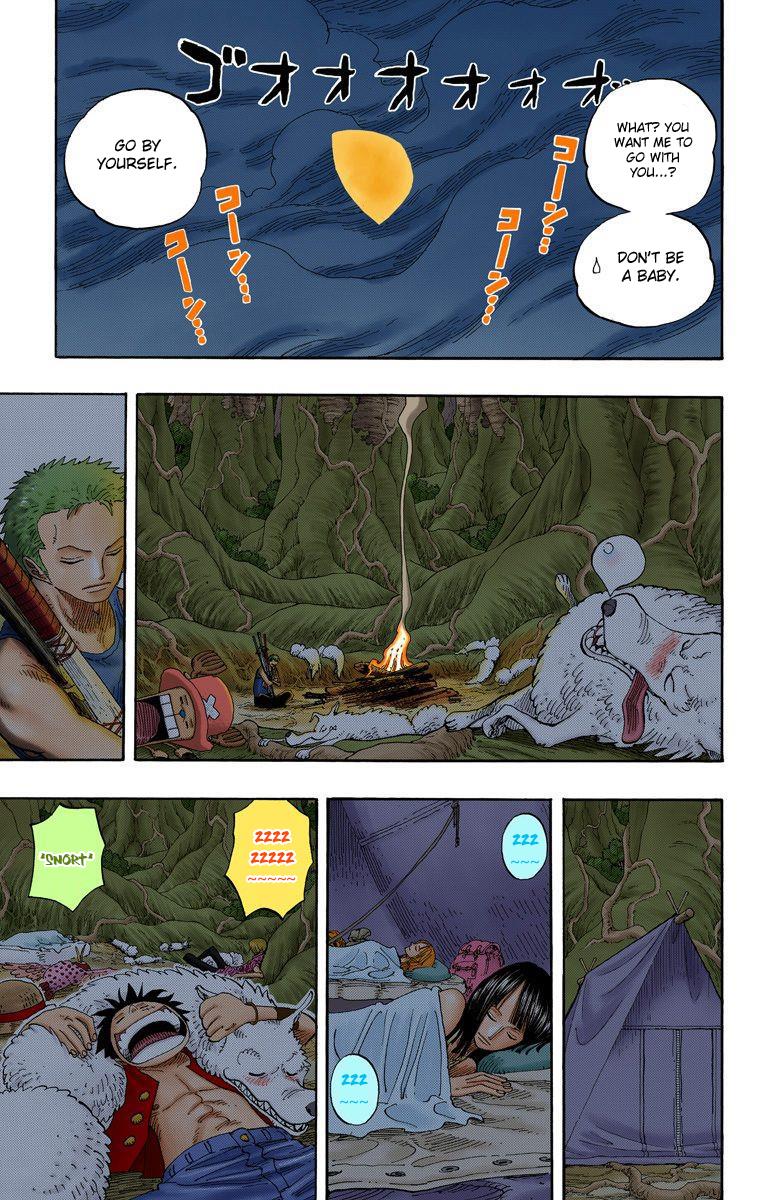 ゴオオオオオオォッ
WHAT? YOU
WANT ME TO
GO WITH
YOU...?
DON'T BE
A BABY.
コーン…
コーン…
GO BY
YOURSELF.
コーン…
コーン…
ZZZ
~~~
ZZZ
~~~
ZZZZ
ZZZZZ
~~~~~
*SNORT*